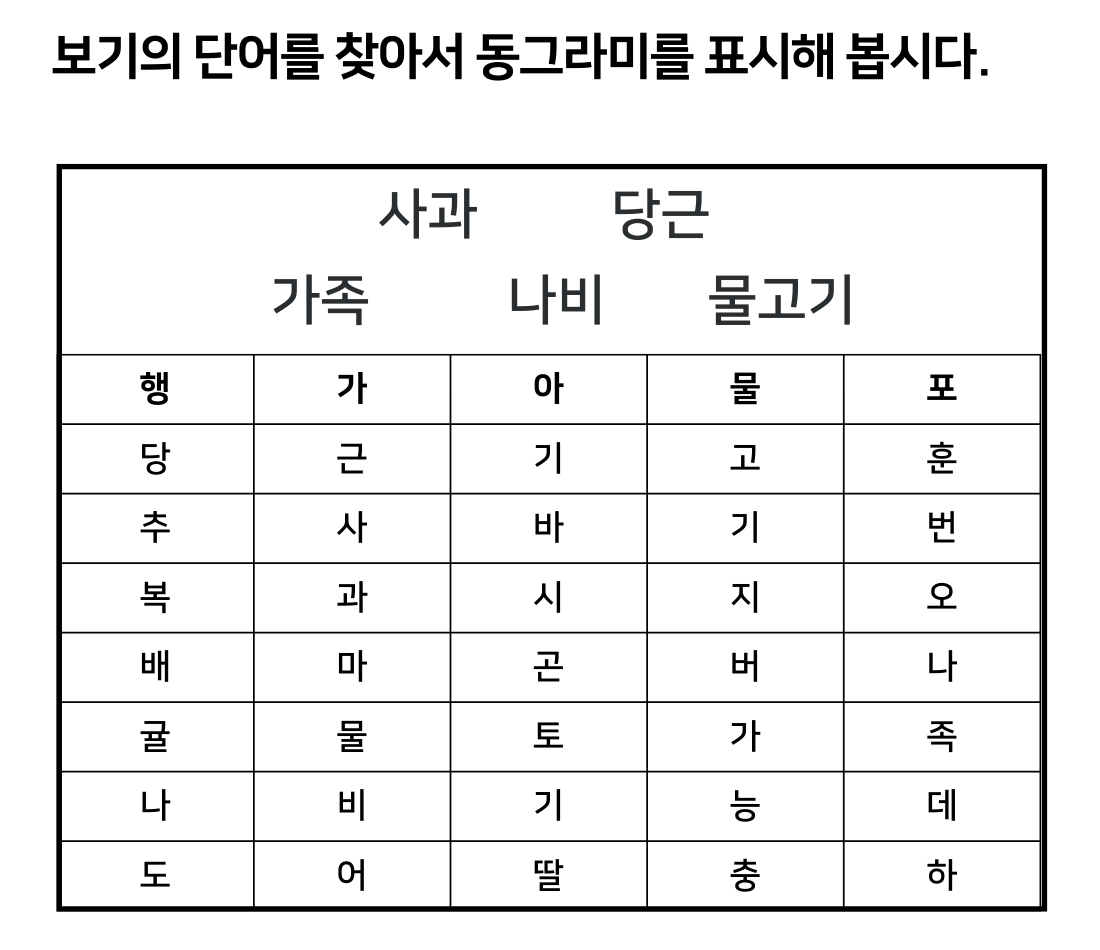 보기의 단어를 찾아서 동그라미를 표시해 봅시다.
사과 당근
가족 나비 물고기
행 가 아 물 포
당 근 기 고 훈
추 사 바 기 번
복 과 시 지 오
배 마 곤 버 나
귤 물 토 가 족
나 비 기 능 데
도 어 딸 충 하